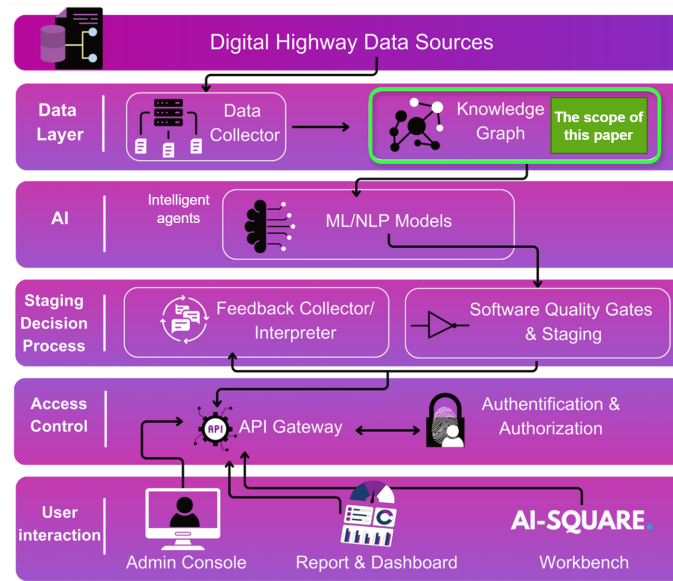 Digital Highway Data Sources
Data
Layer
Data
Collector
Knowledge
Graph
The scope of
this paper
AI
Intelligent
agents
ML/NLP Models
Staging
Decision
Process
Feedback Collector/
Interpreter
Software Quality Gates
& Staging
Access
Control
API
API Gateway
Authentification &
Authorization
User
interaction
Admin Console
Report & Dashboard
AI-SQUARE.
Workbench